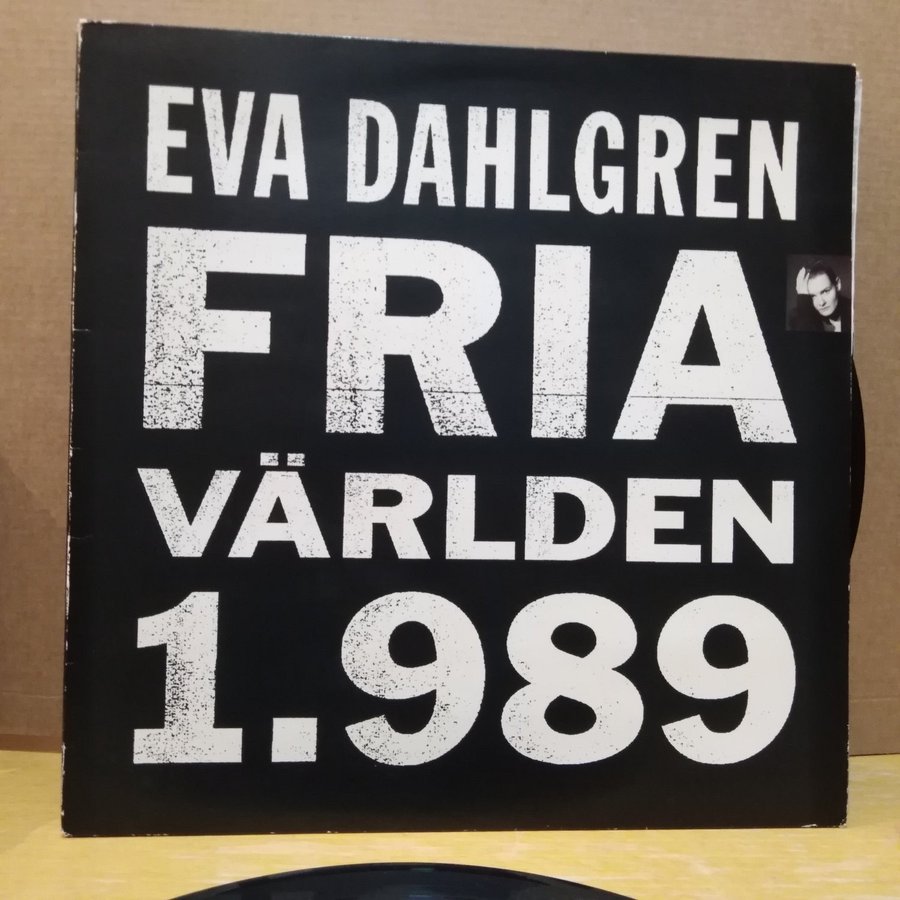 EVA DAHLGREN
FRIA
VÄRLDEN
1.989